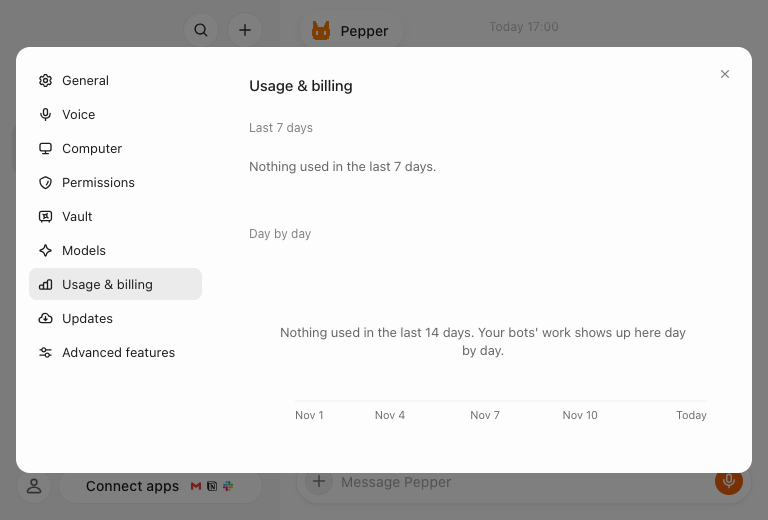 Pepper
Today 17:00
General
Voice
Computer
Permissions
Vault
Models
Usage & billing
Updates
Advanced features
Usage & billing
Last 7 days
Nothing used in the last 7 days.
Day by day
Nothing used in the last 14 days. Your bots' work shows up here day
by day.
Nov 1
Nov 4
Nov 7
Nov 10
Today
Connect apps
Message Pepper